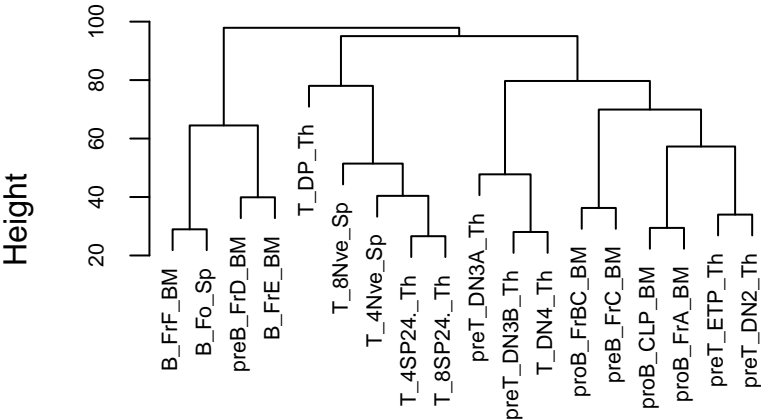 Height
100
80
60
40
20
B_FrF_BM
B_Fo_Sp
preB_FrD_BM
B_FrE_BM
T_DP_Th
T_8Nve_Sp
T_4Nve_Sp
T_4SP24._Th
T_8SP24._Th
preT_DN3A_Th
preT_DN3B_Th
T_DN4_Th
proB_FrBC_BM
preB_FrC_BM
proB_CLP_BM
proB_FrA_BM
preT_ETP_Th
preT_DN2_Th